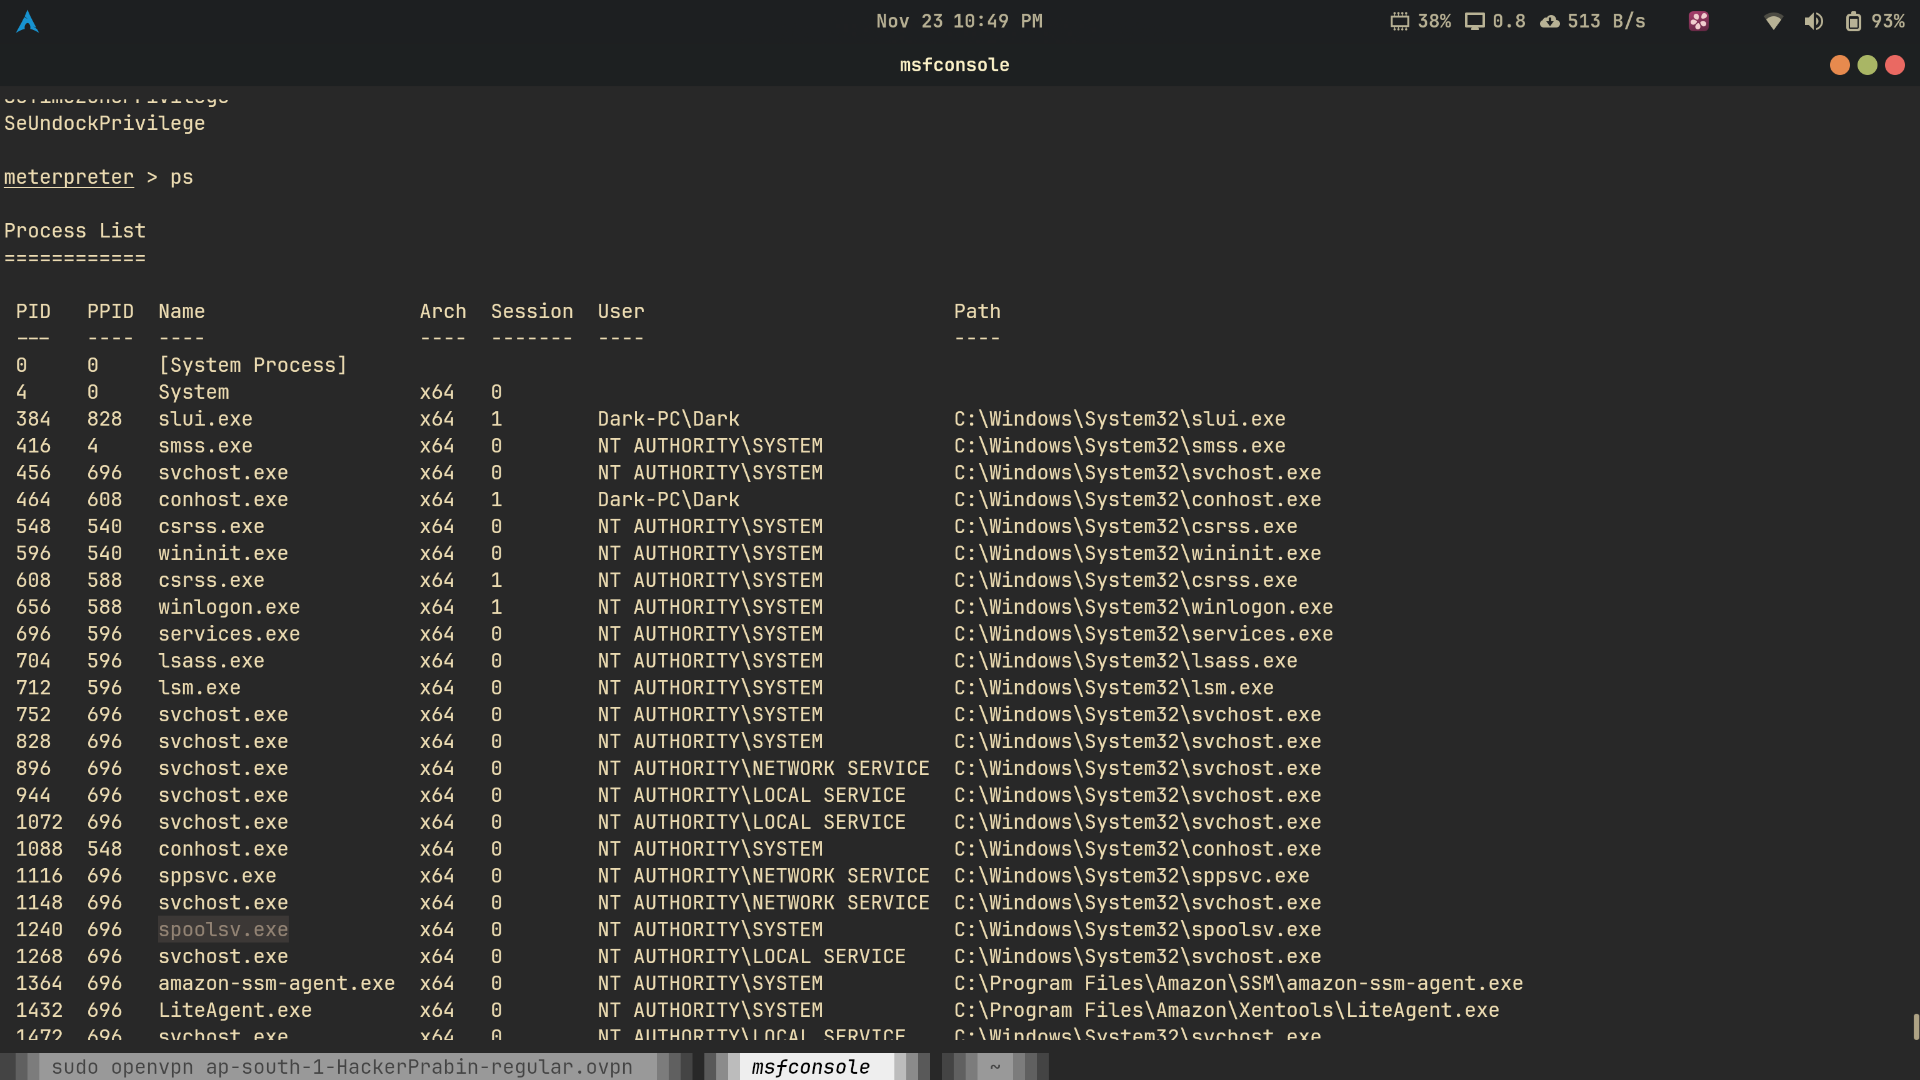 Nov 23 10:49 PM 38% 0.8 513 B/s 93%
msfconsole
SeTimeZonePrivilege
SeUndockPrivilege
meterpreter > ps
Process List
============
PID PPID Name Arch Session User Path
--- ---- ---- ---- ------- ---- ----
0 0 [System Process]
4 0 System x64 0
384 828 slui.exe x64 1 Dark-PC\Dark C:\Windows\System32\slui.exe
416 4 smss.exe x64 0 NT AUTHORITY\SYSTEM C:\Windows\System32\smss.exe
456 696 svchost.exe x64 0 NT AUTHORITY\SYSTEM C:\Windows\System32\svchost.exe
464 608 conhost.exe x64 1 Dark-PC\Dark C:\Windows\System32\conhost.exe
548 540 csrss.exe x64 0 NT AUTHORITY\SYSTEM C:\Windows\System32\csrss.exe
596 540 wininit.exe x64 0 NT AUTHORITY\SYSTEM C:\Windows\System32\wininit.exe
608 588 csrss.exe x64 1 NT AUTHORITY\SYSTEM C:\Windows\System32\csrss.exe
656 588 winlogon.exe x64 1 NT AUTHORITY\SYSTEM C:\Windows\System32\winlogon.exe
696 596 services.exe x64 0 NT AUTHORITY\SYSTEM C:\Windows\System32\services.exe
704 596 lsass.exe x64 0 NT AUTHORITY\SYSTEM C:\Windows\System32\lsass.exe
712 596 lsm.exe x64 0 NT AUTHORITY\SYSTEM C:\Windows\System32\lsm.exe
752 696 svchost.exe x64 0 NT AUTHORITY\SYSTEM C:\Windows\System32\svchost.exe
828 696 svchost.exe x64 0 NT AUTHORITY\SYSTEM C:\Windows\System32\svchost.exe
896 696 svchost.exe x64 0 NT AUTHORITY\NETWORK SERVICE C:\Windows\System32\svchost.exe
944 696 svchost.exe x64 0 NT AUTHORITY\LOCAL SERVICE C:\Windows\System32\svchost.exe
1072 696 svchost.exe x64 0 NT AUTHORITY\LOCAL SERVICE C:\Windows\System32\svchost.exe
1088 548 conhost.exe x64 0 NT AUTHORITY\SYSTEM C:\Windows\System32\conhost.exe
1116 696 sppsvc.exe x64 0 NT AUTHORITY\NETWORK SERVICE C:\Windows\System32\sppsvc.exe
1148 696 svchost.exe x64 0 NT AUTHORITY\NETWORK SERVICE C:\Windows\System32\svchost.exe
1240 696 spoolsv.exe x64 0 NT AUTHORITY\SYSTEM C:\Windows\System32\spoolsv.exe
1268 696 svchost.exe x64 0 NT AUTHORITY\LOCAL SERVICE C:\Windows\System32\svchost.exe
1364 696 amazon-ssm-agent.exe x64 0 NT AUTHORITY\SYSTEM C:\Program Files\Amazon\SSM\amazon-ssm-agent.exe
1432 696 LiteAgent.exe x64 0 NT AUTHORITY\SYSTEM C:\Program Files\Amazon\Xentools\LiteAgent.exe
1472 696 svchost.exe x64 0 NT AUTHORITY\LOCAL SERVICE C:\Windows\System32\svchost.exe
sudo openvpn ap-south-1-HackerPrabin-regular.ovpn msfconsole ~